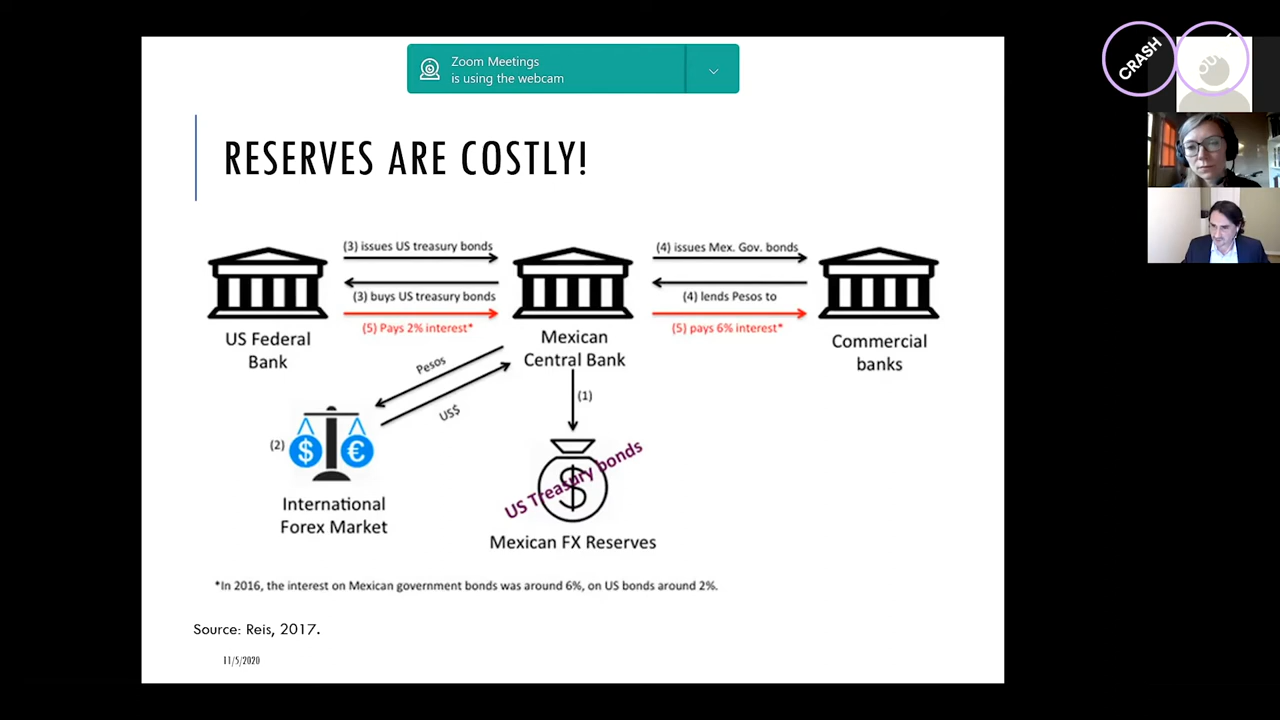 Zoom Meetings
is using the webcam
CRASH
RESERVES ARE COSTLY!
(3) issues US treasury bonds
(4) issues Mex. Gov. bonds
(3) buys US treasury bonds
(4) lends Pesos to
(5) Pays 2% interest*
(5) pays 6% interest*
US Federal
Bank
Mexican
Central Bank
Commercial
banks
Pesos
US$
(1)
(2)
$ €
US Treasury bonds
$
International
Forex Market
Mexican FX Reserves
*In 2016, the interest on Mexican government bonds was around 6%, on US bonds around 2%.
Source: Reis, 2017.
11/5/2020